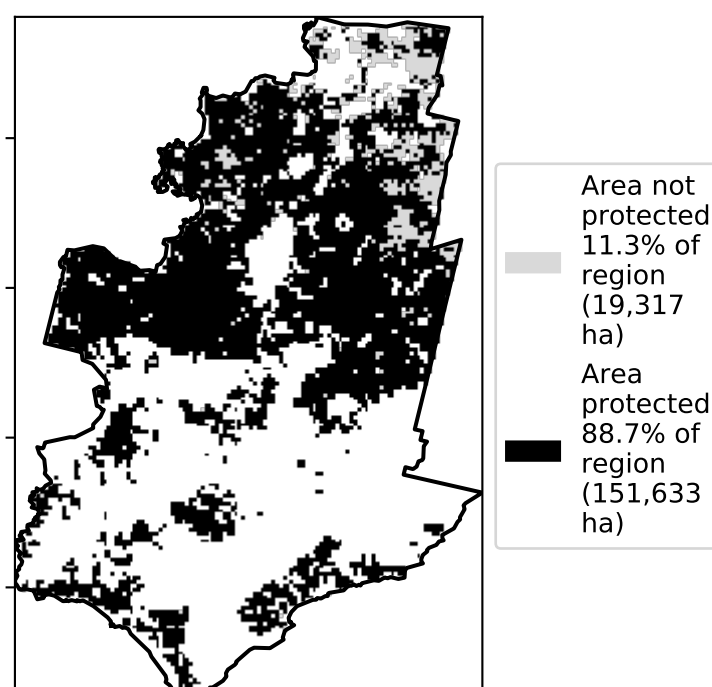 Area not
protected
11.3% of
region
(19,317
ha)
Area
protected
88.7% of
region
(151,633
ha)